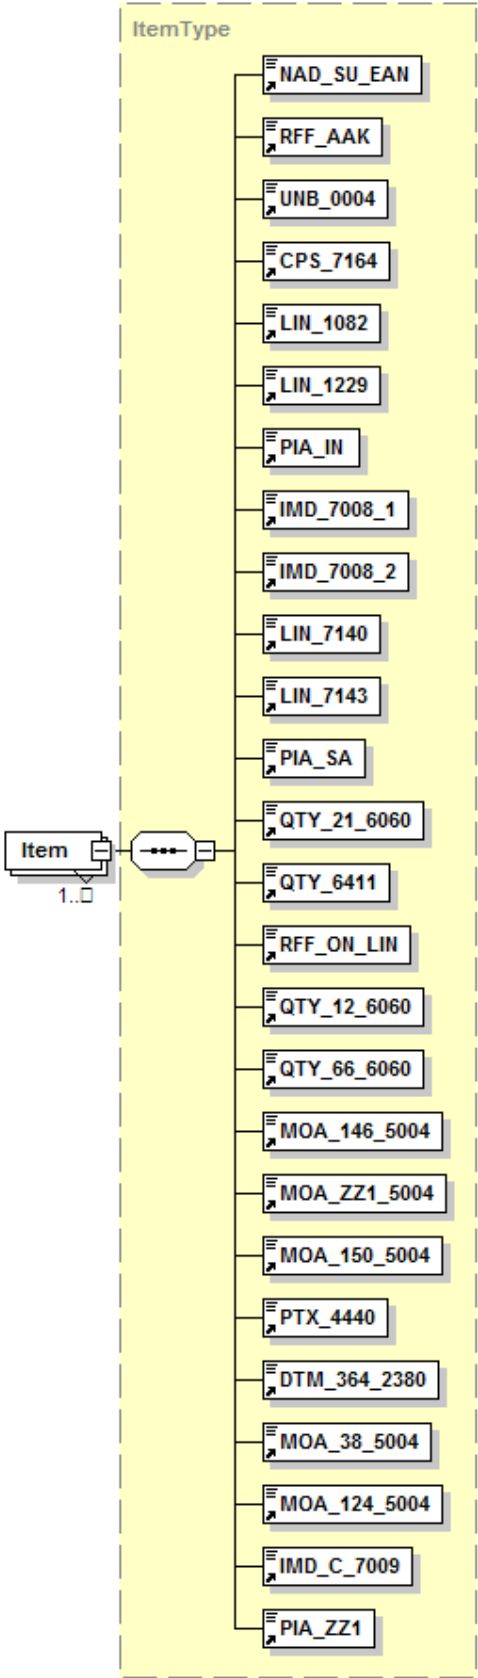 ItemType
NAD_SU_EAN
RFF_AAK
UNB_0004
CPS_7164
LIN_1082
LIN_1229
PIA_IN
IMD_7008_1
IMD_7008_2
LIN_7140
LIN_7143
PIA_SA
QTY_21_6060
Item
1..□
QTY_6411
RFF_ON_LIN
QTY_12_6060
QTY_66_6060
MOA_146_5004
MOA_ZZ1_5004
MOA_150_5004
PTX_4440
DTM_364_2380
MOA_38_5004
MOA_124_5004
IMD_C_7009
PIA_ZZ1